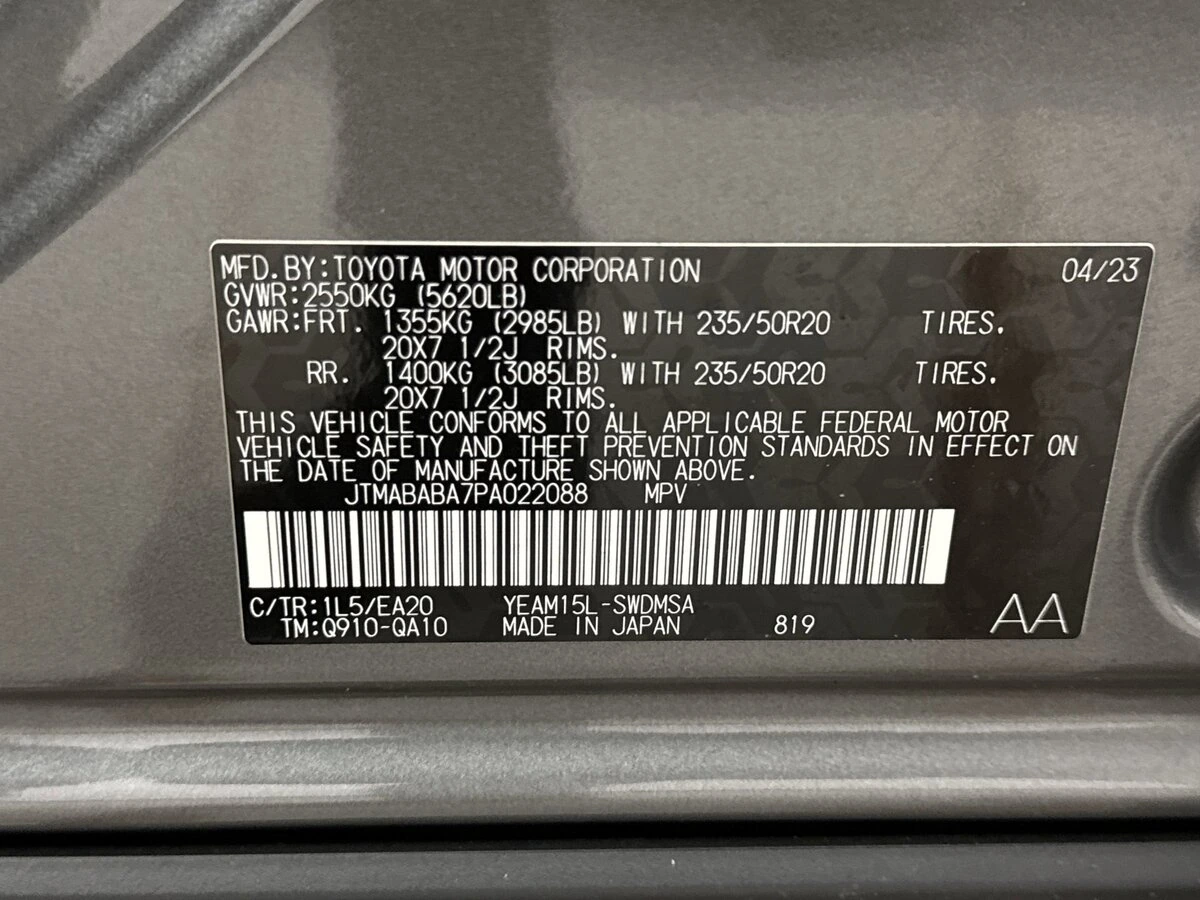 MFD.BY:TOYOTA MOTOR CORPORATION 04/23
GVWR:2550KG (5620LB)
GAWR:FRT. 1355KG (2985LB) WITH 235/50R20 TIRES.
20X7 1/2J RIMS.
RR. 1400KG (3085LB) WITH 235/50R20 TIRES.
20X7 1/2J RIMS.
THIS VEHICLE CONFORMS TO ALL APPLICABLE FEDERAL MOTOR
VEHICLE SAFETY AND THEFT PREVENTION STANDARDS IN EFFECT ON
THE DATE OF MANUFACTURE SHOWN ABOVE.
JTMABABA7PA022088 MPV
C/TR:1L5/EA20 YEAM15L-SWDMSA
TM:Q910-QA10 MADE IN JAPAN 819 AA